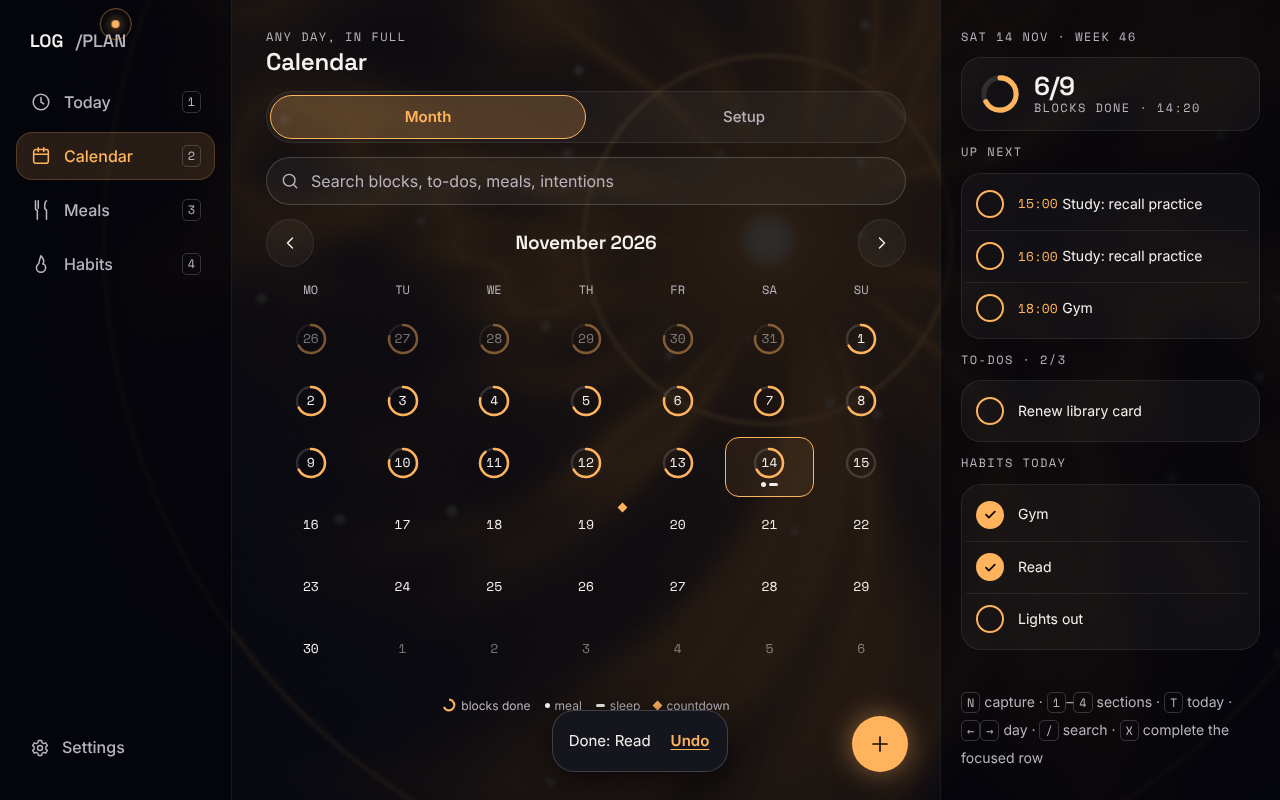 LOG /PLAN
Today 1
Calendar 2
Meals 3
Habits 4
Settings
ANY DAY, IN FULL
Calendar
Month Setup
Search blocks, to-dos, meals, intentions
November 2026
MO TU WE TH FR SA SU
26 27 28 29 30 31 1
2 3 4 5 6 7 8
9 10 11 12 13 14 15
16 17 18 19 20 21 22
23 24 25 26 27 28 29
30 1 2 3 4 5 6
blocks done meal sleep countdown
Done: Read Undo
+
SAT 14 NOV · WEEK 46
6/9
BLOCKS DONE · 14:20
UP NEXT
15:00 Study: recall practice
16:00 Study: recall practice
18:00 Gym
TO-DOS · 2/3
Renew library card
HABITS TODAY
Gym
Read
Lights out
N capture · 1–4 sections · T today ·
← → day · / search · X complete the
focused row